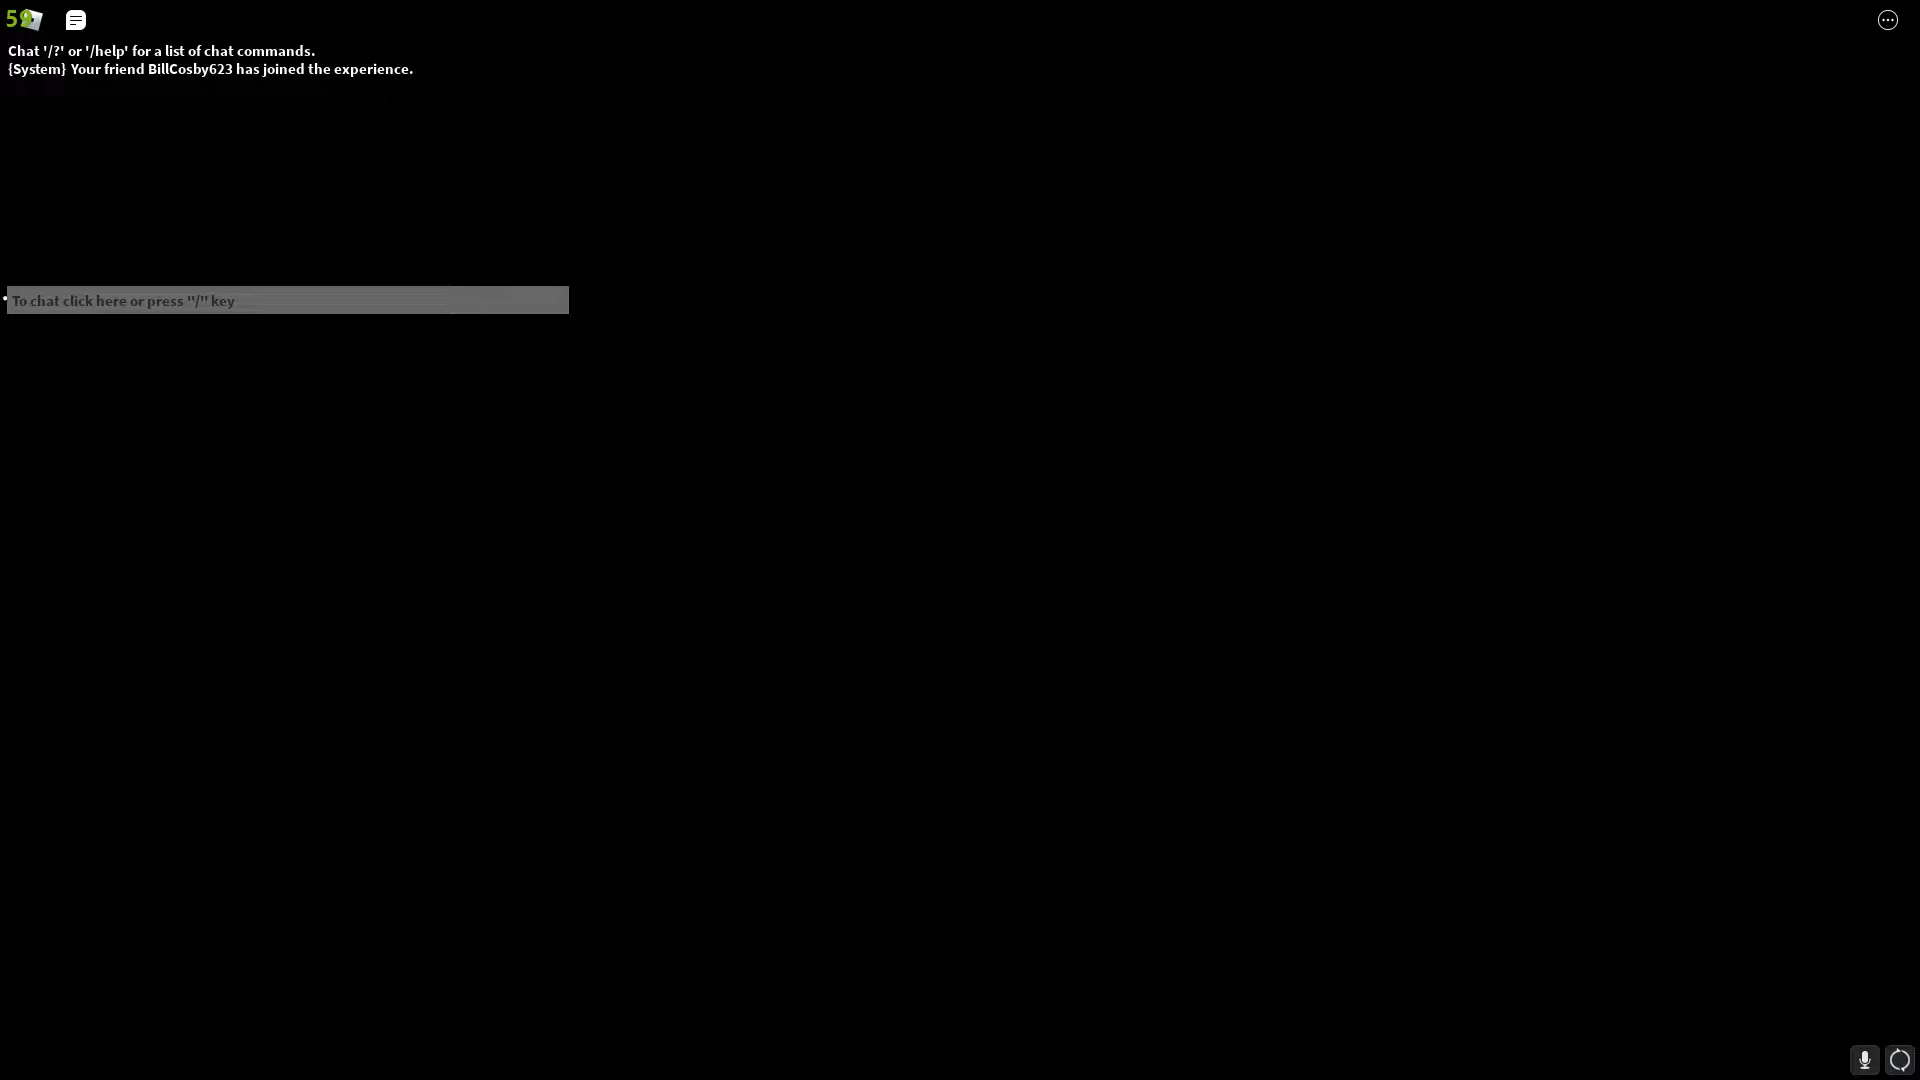 59
Chat '/?' or '/help' for a list of chat commands.
{System} Your friend BillCosby623 has joined the experience.
To chat click here or press "/" key